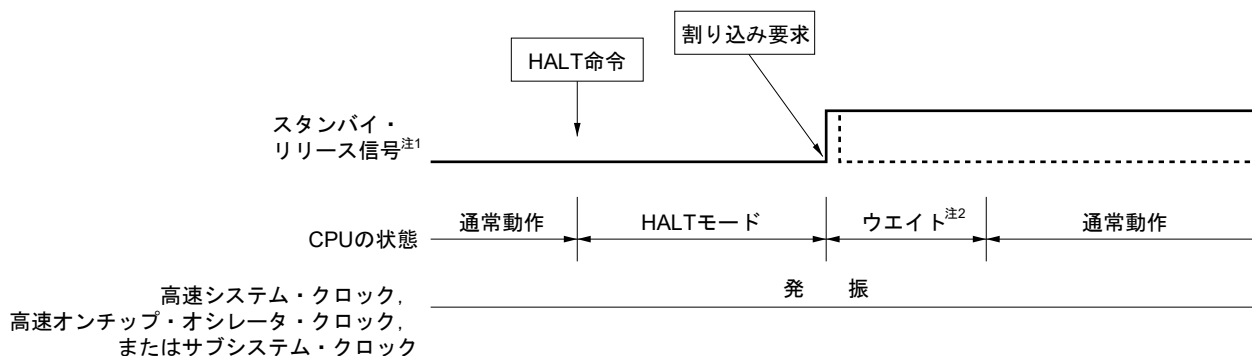 割り込み要求
HALT命令
スタンバイ・
リリース信号注1
通常動作 HALTモード ウエイト注2 通常動作
CPUの状態
発　振
高速システム・クロック,
高速オンチップ・オシレータ・クロック,
またはサブシステム・クロック